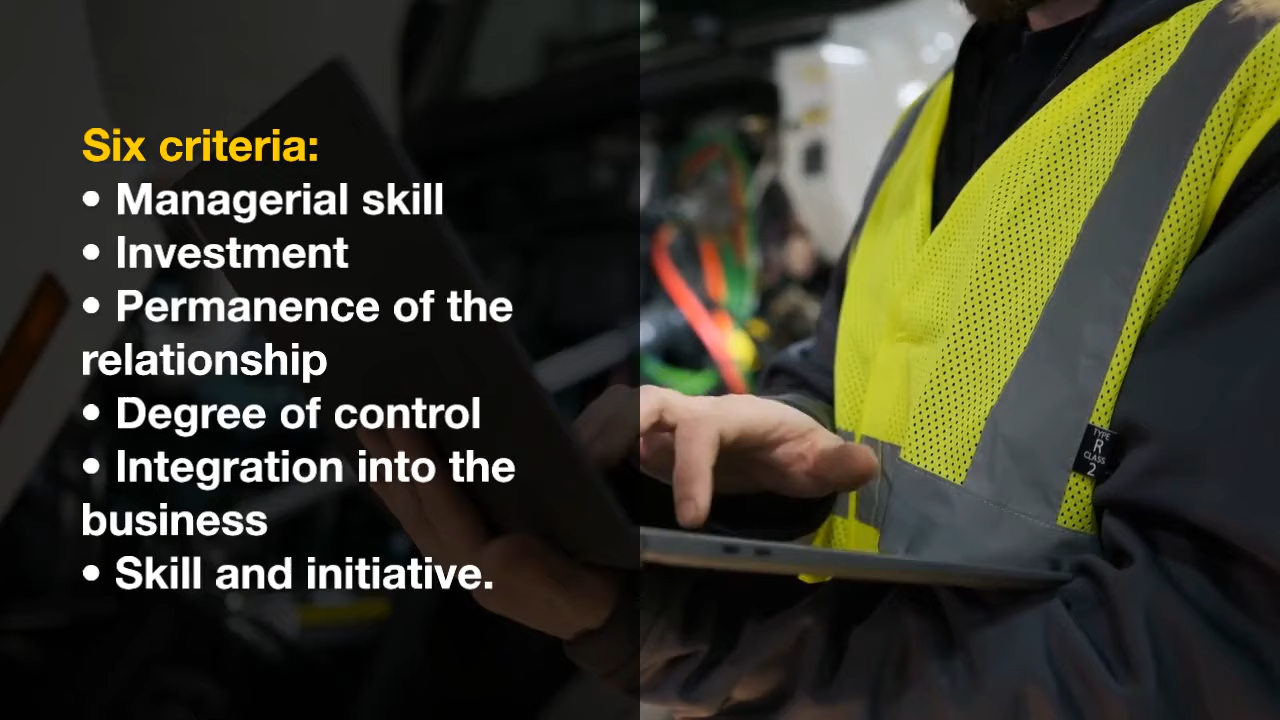 Six criteria:
• Managerial skill
• Investment
• Permanence of the
relationship
• Degree of control
• Integration into the
business
• Skill and initiative.
TYPE
R
CLASS
2